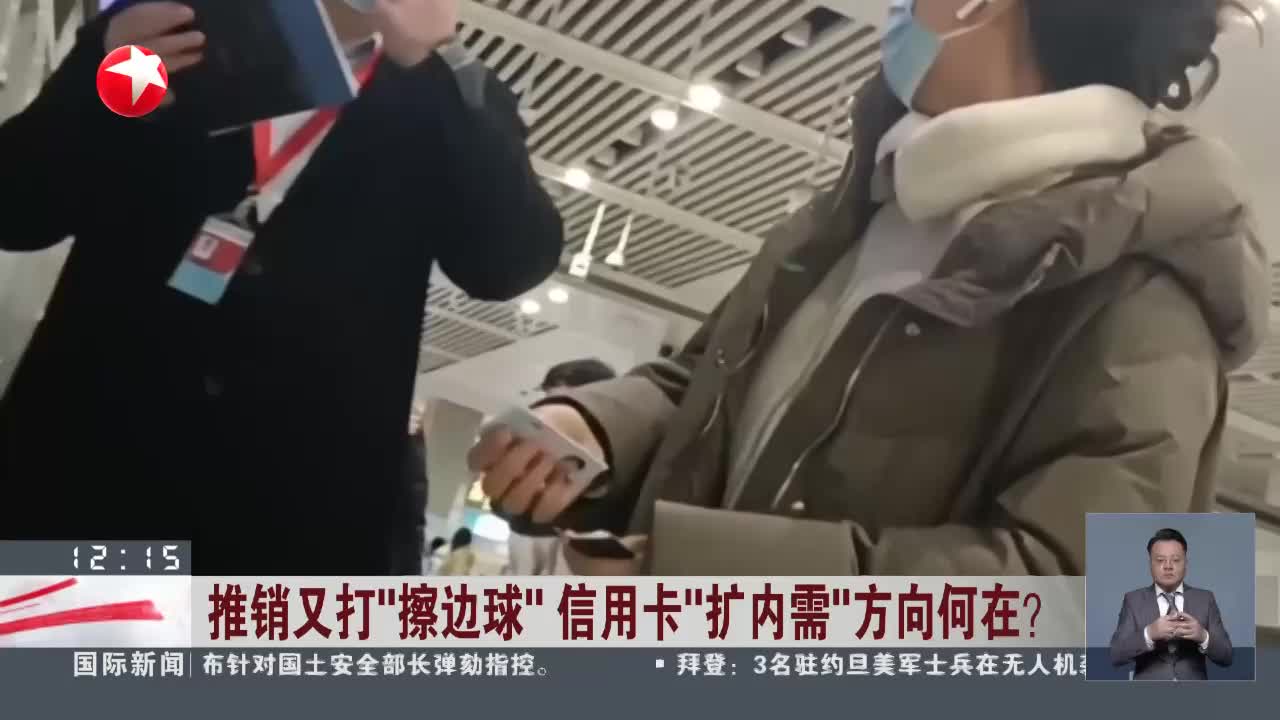 12:15
推销又打"擦边球" 信用卡"扩内需"方向何在?
国际新闻 布针对国土安全部长弹劾指控。 ▪ 拜登：3名驻约旦美军士兵在无人机